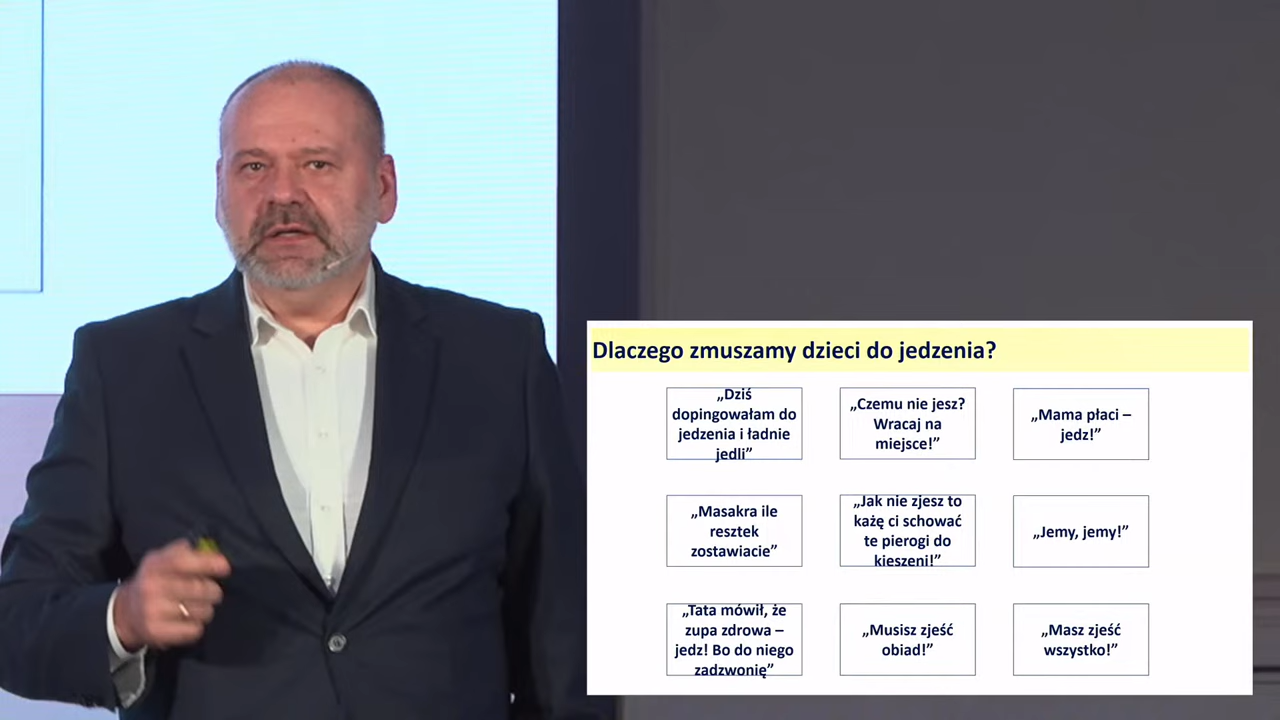 Dlaczego zmuszamy dzieci do jedzenia?
„Dziś
dopingowałam do
jedzenia i ładnie
jedli”
„Czemu nie jesz?
Wracaj na
miejsce!”
„Mama płaci –
jedz!”
„Masakra ile
resztek
zostawiacie”
„Jak nie zjesz to
każę ci schować
te pierogi do
kieszeni!”
„Jemy, jemy!”
„Tata mówił, że
zupa zdrowa –
jedz! Bo do niego
zadzwonię”
„Musisz zjeść
obiad!”
„Masz zjeść
wszystko!”